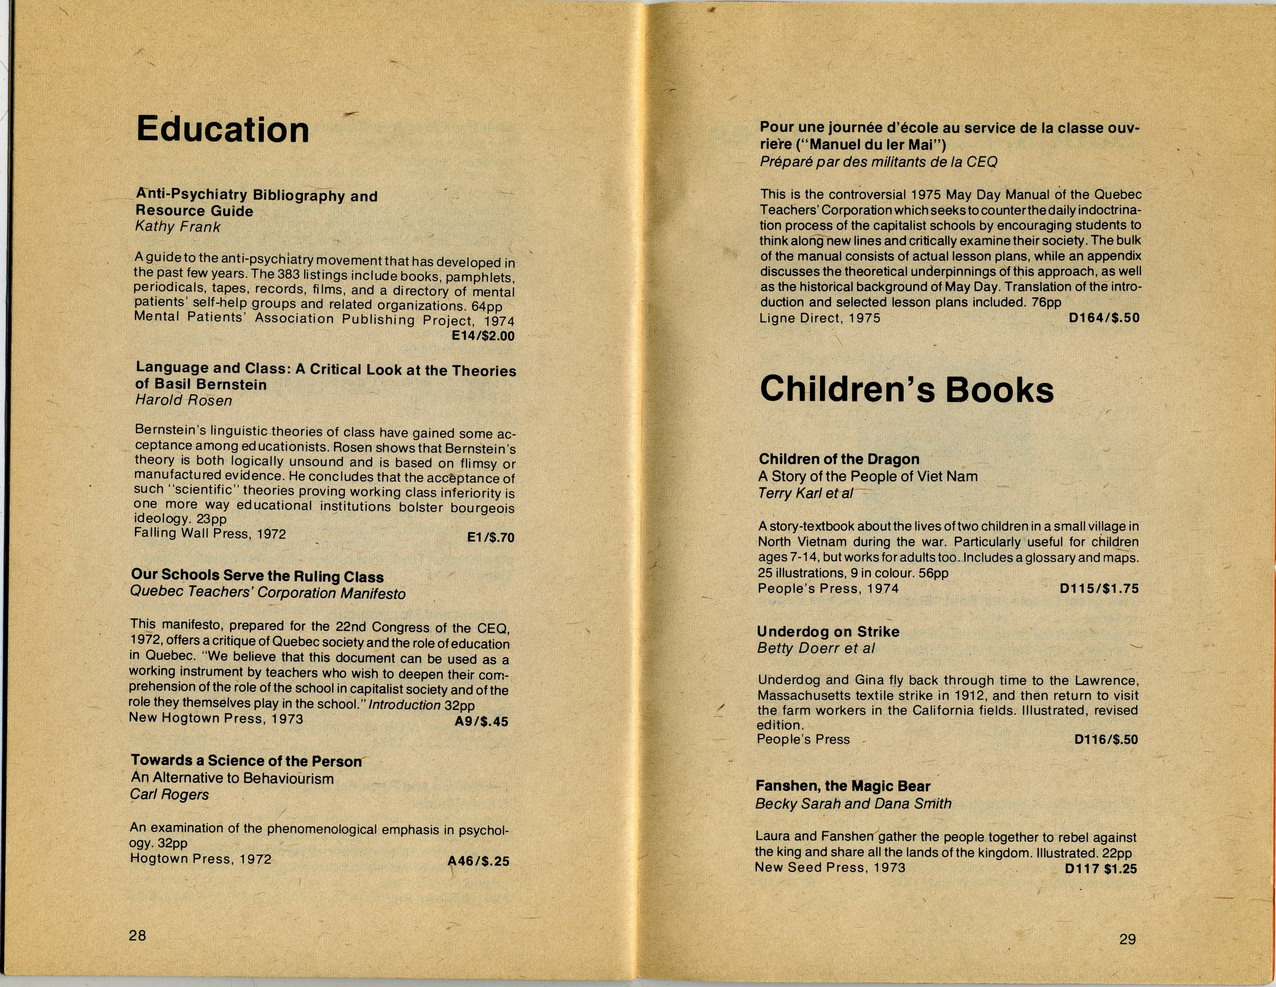 Education
Anti-Psychiatry Bibliography and
Resource Guide
Kathy Frank
A guide to the anti-psychiatry movement that has developed in
the past few years. The 383 listings include books, pamphlets,
periodicals, tapes, records, films, and a directory of mental
patients' self-help groups and related organizations. 64pp
Mental Patients' Association Publishing Project, 1974
E14/$2.00
Language and Class: A Critical Look at the Theories
of Basil Bernstein
Harold Rosen
Bernstein's linguistic theories of class have gained some ac-
ceptance among educationists. Rosen shows that Bernstein's
theory is both logically unsound and is based on flimsy or
manufactured evidence. He concludes that the acceptance of
such "scientific" theories proving working class inferiority is
one more way educational institutions bolster bourgeois
ideology. 23pp
Falling Wall Press, 1972 E1/$.70
Our Schools Serve the Ruling Class
Quebec Teachers' Corporation Manifesto
This manifesto, prepared for the 22nd Congress of the CEQ,
1972, offers a critique of Quebec society and the role of education
in Quebec. "We believe that this document can be used as a
working instrument by teachers who wish to deepen their com-
prehension of the role of the school in capitalist society and of the
role they themselves play in the school." Introduction 32pp
New Hogtown Press, 1973 A9/$.45
Towards a Science of the Person
An Alternative to Behaviourism
Carl Rogers
An examination of the phenomenological emphasis in psychol-
ogy. 32pp
Hogtown Press, 1972 A46/$.25
28
Pour une journée d'école au service de la classe ouv-
rière ("Manuel du ler Mai")
Préparé par des militants de la CEQ
This is the controversial 1975 May Day Manual of the Quebec
Teachers' Corporation which seeks to counter the daily indoctrina-
tion process of the capitalist schools by encouraging students to
think along new lines and critically examine their society. The bulk
of the manual consists of actual lesson plans, while an appendix
discusses the theoretical underpinnings of this approach, as well
as the historical background of May Day. Translation of the intro-
duction and selected lesson plans included. 76pp
Ligne Direct, 1975 D164/$.50
Children's Books
Children of the Dragon
A Story of the People of Viet Nam
Terry Karl et al
A story-textbook about the lives of two children in a small village in
North Vietnam during the war. Particularly useful for children
ages 7-14, but works for adults too. Includes a glossary and maps.
25 illustrations, 9 in colour. 56pp
People's Press, 1974 D115/$1.75
Underdog on Strike
Betty Doerr et al
Underdog and Gina fly back through time to the Lawrence,
Massachusetts textile strike in 1912, and then return to visit
the farm workers in the California fields. Illustrated, revised
edition.
People's Press D116/$.50
Fanshen, the Magic Bear
Becky Sarah and Dana Smith
Laura and Fanshen gather the people together to rebel against
the king and share all the lands of the kingdom. Illustrated. 22pp
New Seed Press, 1973 D117 $1.25
29